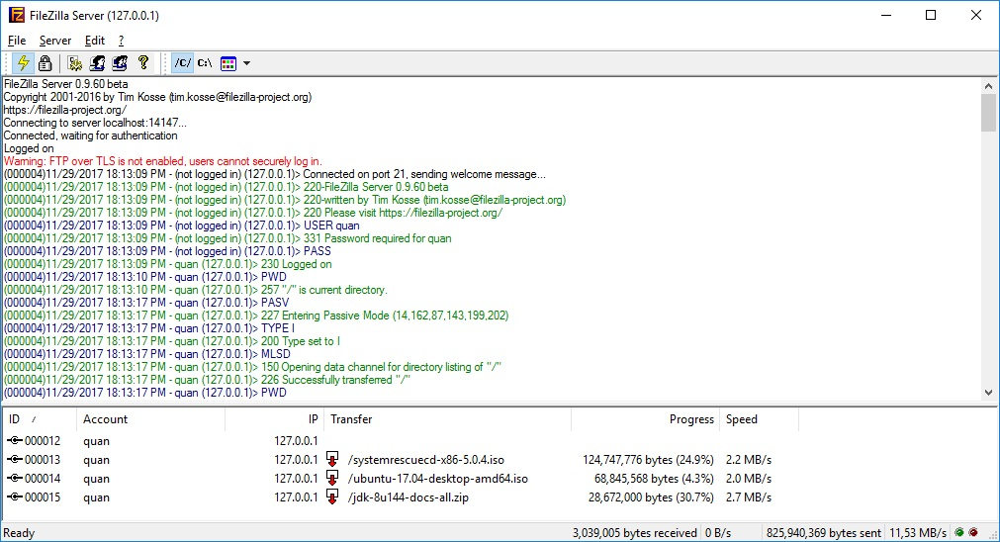 FileZilla Server (127.0.0.1)
File Server Edit ?
/C/ C:\
FileZilla Server 0.9.60 beta
Copyright 2001-2016 by Tim Kosse (tim.kosse@filezilla-project.org)
https://filezilla-project.org/
Connecting to server localhost:14147...
Connected, waiting for authentication
Logged on
Warning: FTP over TLS is not enabled, users cannot securely log in.
(000004)11/29/2017 18:13:09 PM - (not logged in) (127.0.0.1)> Connected on port 21, sending welcome message...
(000004)11/29/2017 18:13:09 PM - (not logged in) (127.0.0.1)> 220-FileZilla Server 0.9.60 beta
(000004)11/29/2017 18:13:09 PM - (not logged in) (127.0.0.1)> 220-written by Tim Kosse (tim.kosse@filezilla-project.org)
(000004)11/29/2017 18:13:09 PM - (not logged in) (127.0.0.1)> 220 Please visit https://filezilla-project.org/
(000004)11/29/2017 18:13:09 PM - (not logged in) (127.0.0.1)> USER quan
(000004)11/29/2017 18:13:09 PM - (not logged in) (127.0.0.1)> 331 Password required for quan
(000004)11/29/2017 18:13:09 PM - (not logged in) (127.0.0.1)> PASS
(000004)11/29/2017 18:13:09 PM - quan (127.0.0.1)> 230 Logged on
(000004)11/29/2017 18:13:10 PM - quan (127.0.0.1)> PWD
(000004)11/29/2017 18:13:10 PM - quan (127.0.0.1)> 257 "/" is current directory.
(000004)11/29/2017 18:13:17 PM - quan (127.0.0.1)> PASV
(000004)11/29/2017 18:13:17 PM - quan (127.0.0.1)> 227 Entering Passive Mode (14,162,87,143,199,202)
(000004)11/29/2017 18:13:17 PM - quan (127.0.0.1)> TYPE I
(000004)11/29/2017 18:13:17 PM - quan (127.0.0.1)> 200 Type set to I
(000004)11/29/2017 18:13:17 PM - quan (127.0.0.1)> MLSD
(000004)11/29/2017 18:13:17 PM - quan (127.0.0.1)> 150 Opening data channel for directory listing of "/"
(000004)11/29/2017 18:13:17 PM - quan (127.0.0.1)> 226 Successfully transferred "/"
(000004)11/29/2017 18:13:17 PM - quan (127.0.0.1)> PWD
ID / Account IP Transfer Progress Speed
000012 quan 127.0.0.1
000013 quan 127.0.0.1 /systemrescuecd-x86-5.0.4.iso 124,747,776 bytes (24.9%) 2.2 MB/s
000014 quan 127.0.0.1 /ubuntu-17.04-desktop-amd64.iso 68,845,568 bytes (4.3%) 2.0 MB/s
000015 quan 127.0.0.1 /jdk-8u144-docs-all.zip 28,672,000 bytes (30.7%) 2.7 MB/s
Ready 3,039,005 bytes received 0 B/s 825,940,369 bytes sent 11,53 MB/s